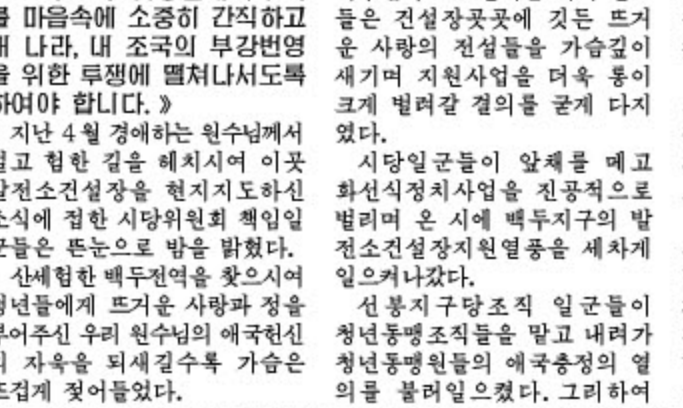 마음속에 소중히 간직하고
나라, 내 조국의 부강번영
위한 투쟁에 떨쳐나서도록
하여야 합니다.》
지난 4월 경애하는 원수님께서
멀고 험한 길을 헤치시여 이곳
발전소건설장을 현지지도하신
소식에 접한 시당위원회 책임일
군들은 뜬눈으로 밤을 밝혔다.
산세험한 백두전역을 찾으시여
청년들에게 뜨거운 사랑과 정을
부어주신 우리 원수님의 애국헌신
의 자욱을 되새길수록 가슴은
뜨겁게 젖어들었다.
들은 건설장곳곳에 깃든 뜨거
운 사랑의 전설들을 가슴깊이
새기며 지원사업을 더욱 통이
크게 벌려갈 결의를 굳게 다지
였다.
시당일군들이 앞채를 메고
화선식정치사업을 진공적으로
벌리며 온 시에 백두지구의 발
전소건설장지원열풍을 세차게
일으켜나갔다.
선봉지구당조직 일군들이
청년동맹조직들을 맡고 내려가
청년동맹원들의 애국충정의 열
의를 불러일으켰다. 그리하여